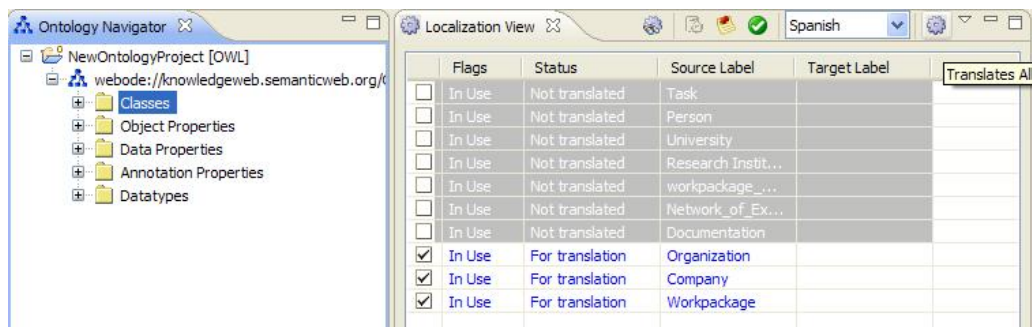 Ontology Navigator
NewOntologyProject [OWL]
webode://knowledgeweb.semanticweb.org/
Classes
Object Properties
Data Properties
Annotation Properties
Datatypes
Localization View
Spanish
Flags Status Source Label Target Label
Translates All
In Use Not translated Task
In Use Not translated Person
In Use Not translated University
In Use Not translated Research Instit...
In Use Not translated workpackage_...
In Use Not translated Network_of_Ex...
In Use Not translated Documentation
In Use For translation Organization
In Use For translation Company
In Use For translation Workpackage